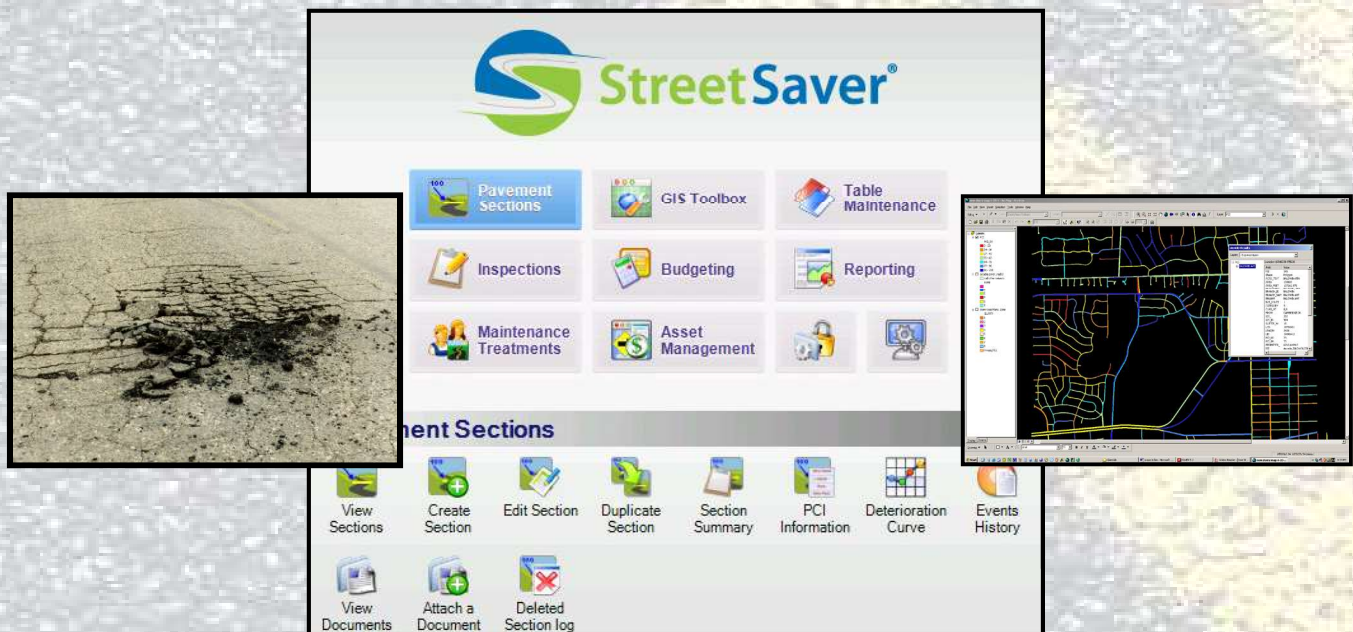 StreetSaver®
Pavement
Sections
GIS Toolbox
Table
Maintenance
Inspections
Budgeting
Reporting
Maintenance
Treatments
Asset
Management
ent Sections
View
Sections
Create
Section
Edit Section
Duplicate
Section
Section
Summary
PCI
Information
Deterioration
Curve
Events
History
View
Documents
Attach a
Document
Deleted
Section log